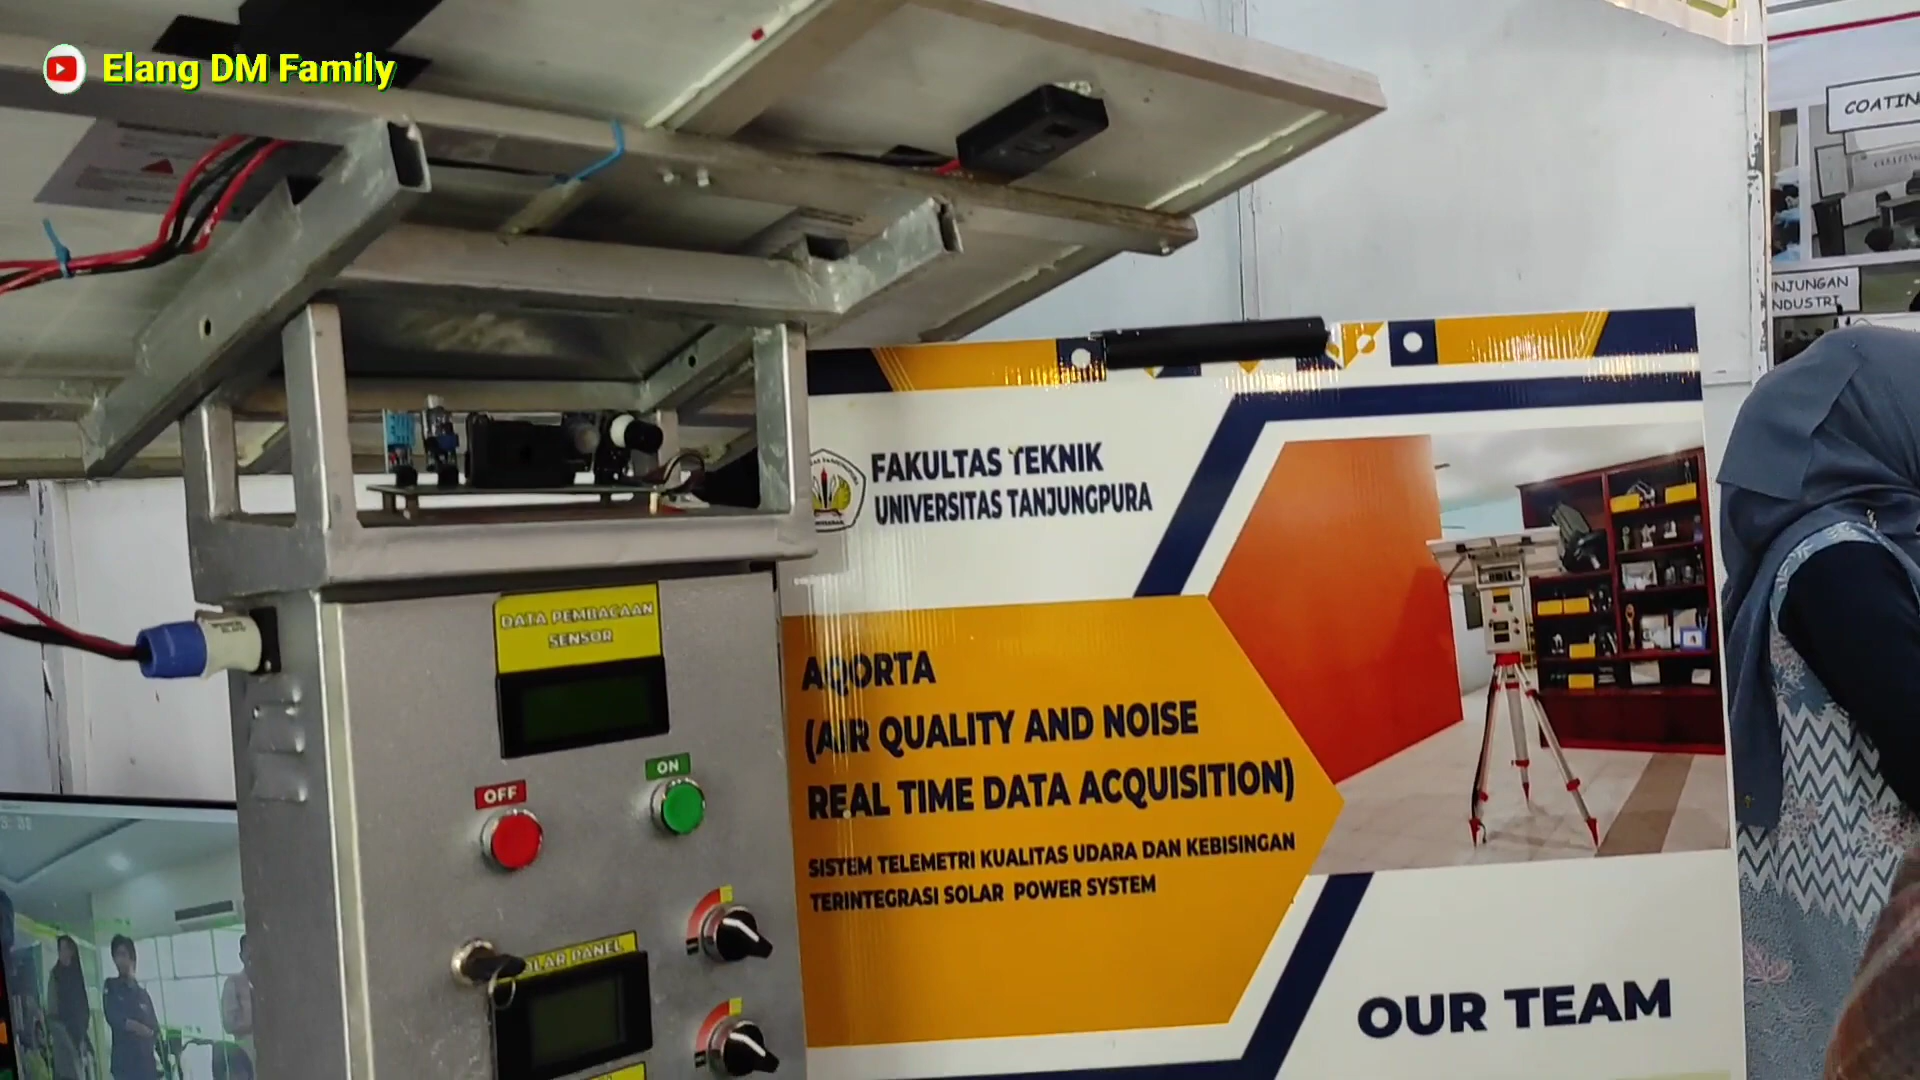 Elang DM Family
COATIN
NJUNGAN
NDUSTRI
FAKULTAS TEKNIK
UNIVERSITAS TANJUNGPURA
DATA PEMBACAAN
SENSOR
AQORTA
(AIR QUALITY AND NOISE
REAL TIME DATA ACQUISITION)
SISTEM TELEMETRI KUALITAS UDARA DAN KEBISINGAN
TERINTEGRASI SOLAR POWER SYSTEM
ON
OFF
OLAR PANEL
OUR TEAM